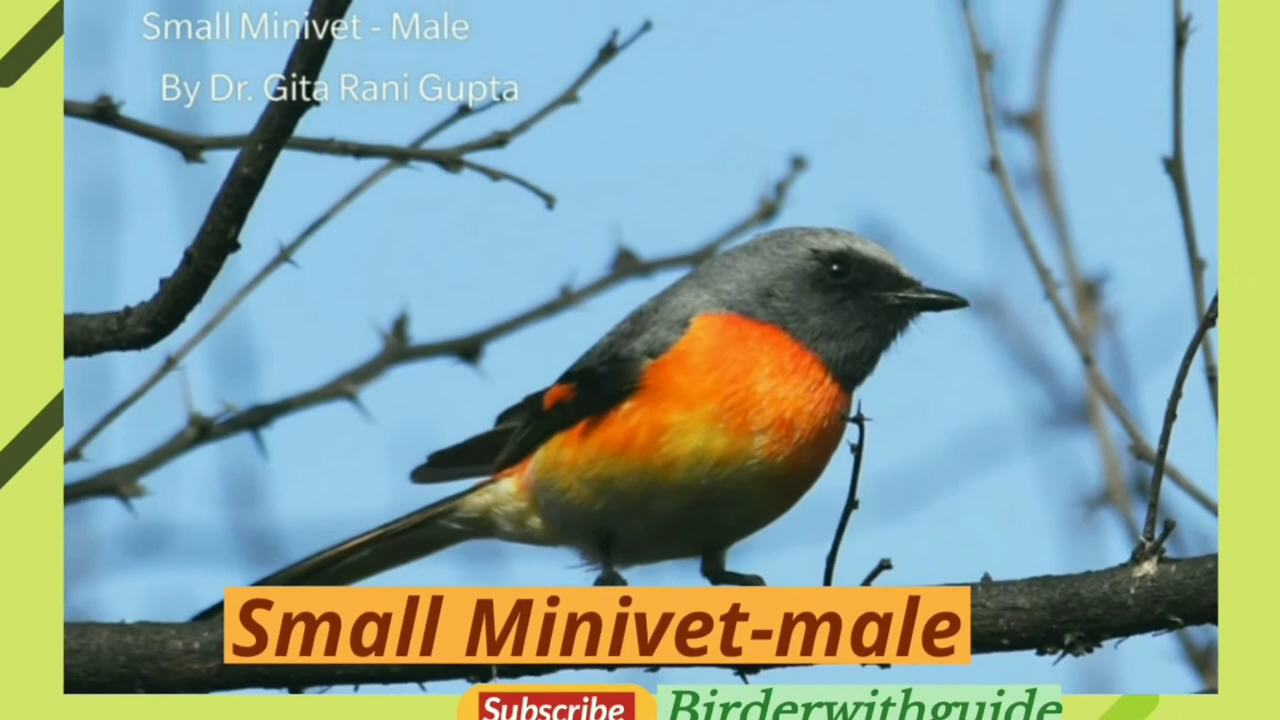 Small Minivet - Male
By Dr. Gita Rani Gupta
Small Minivet-male
Subscribe
Birderwithguide